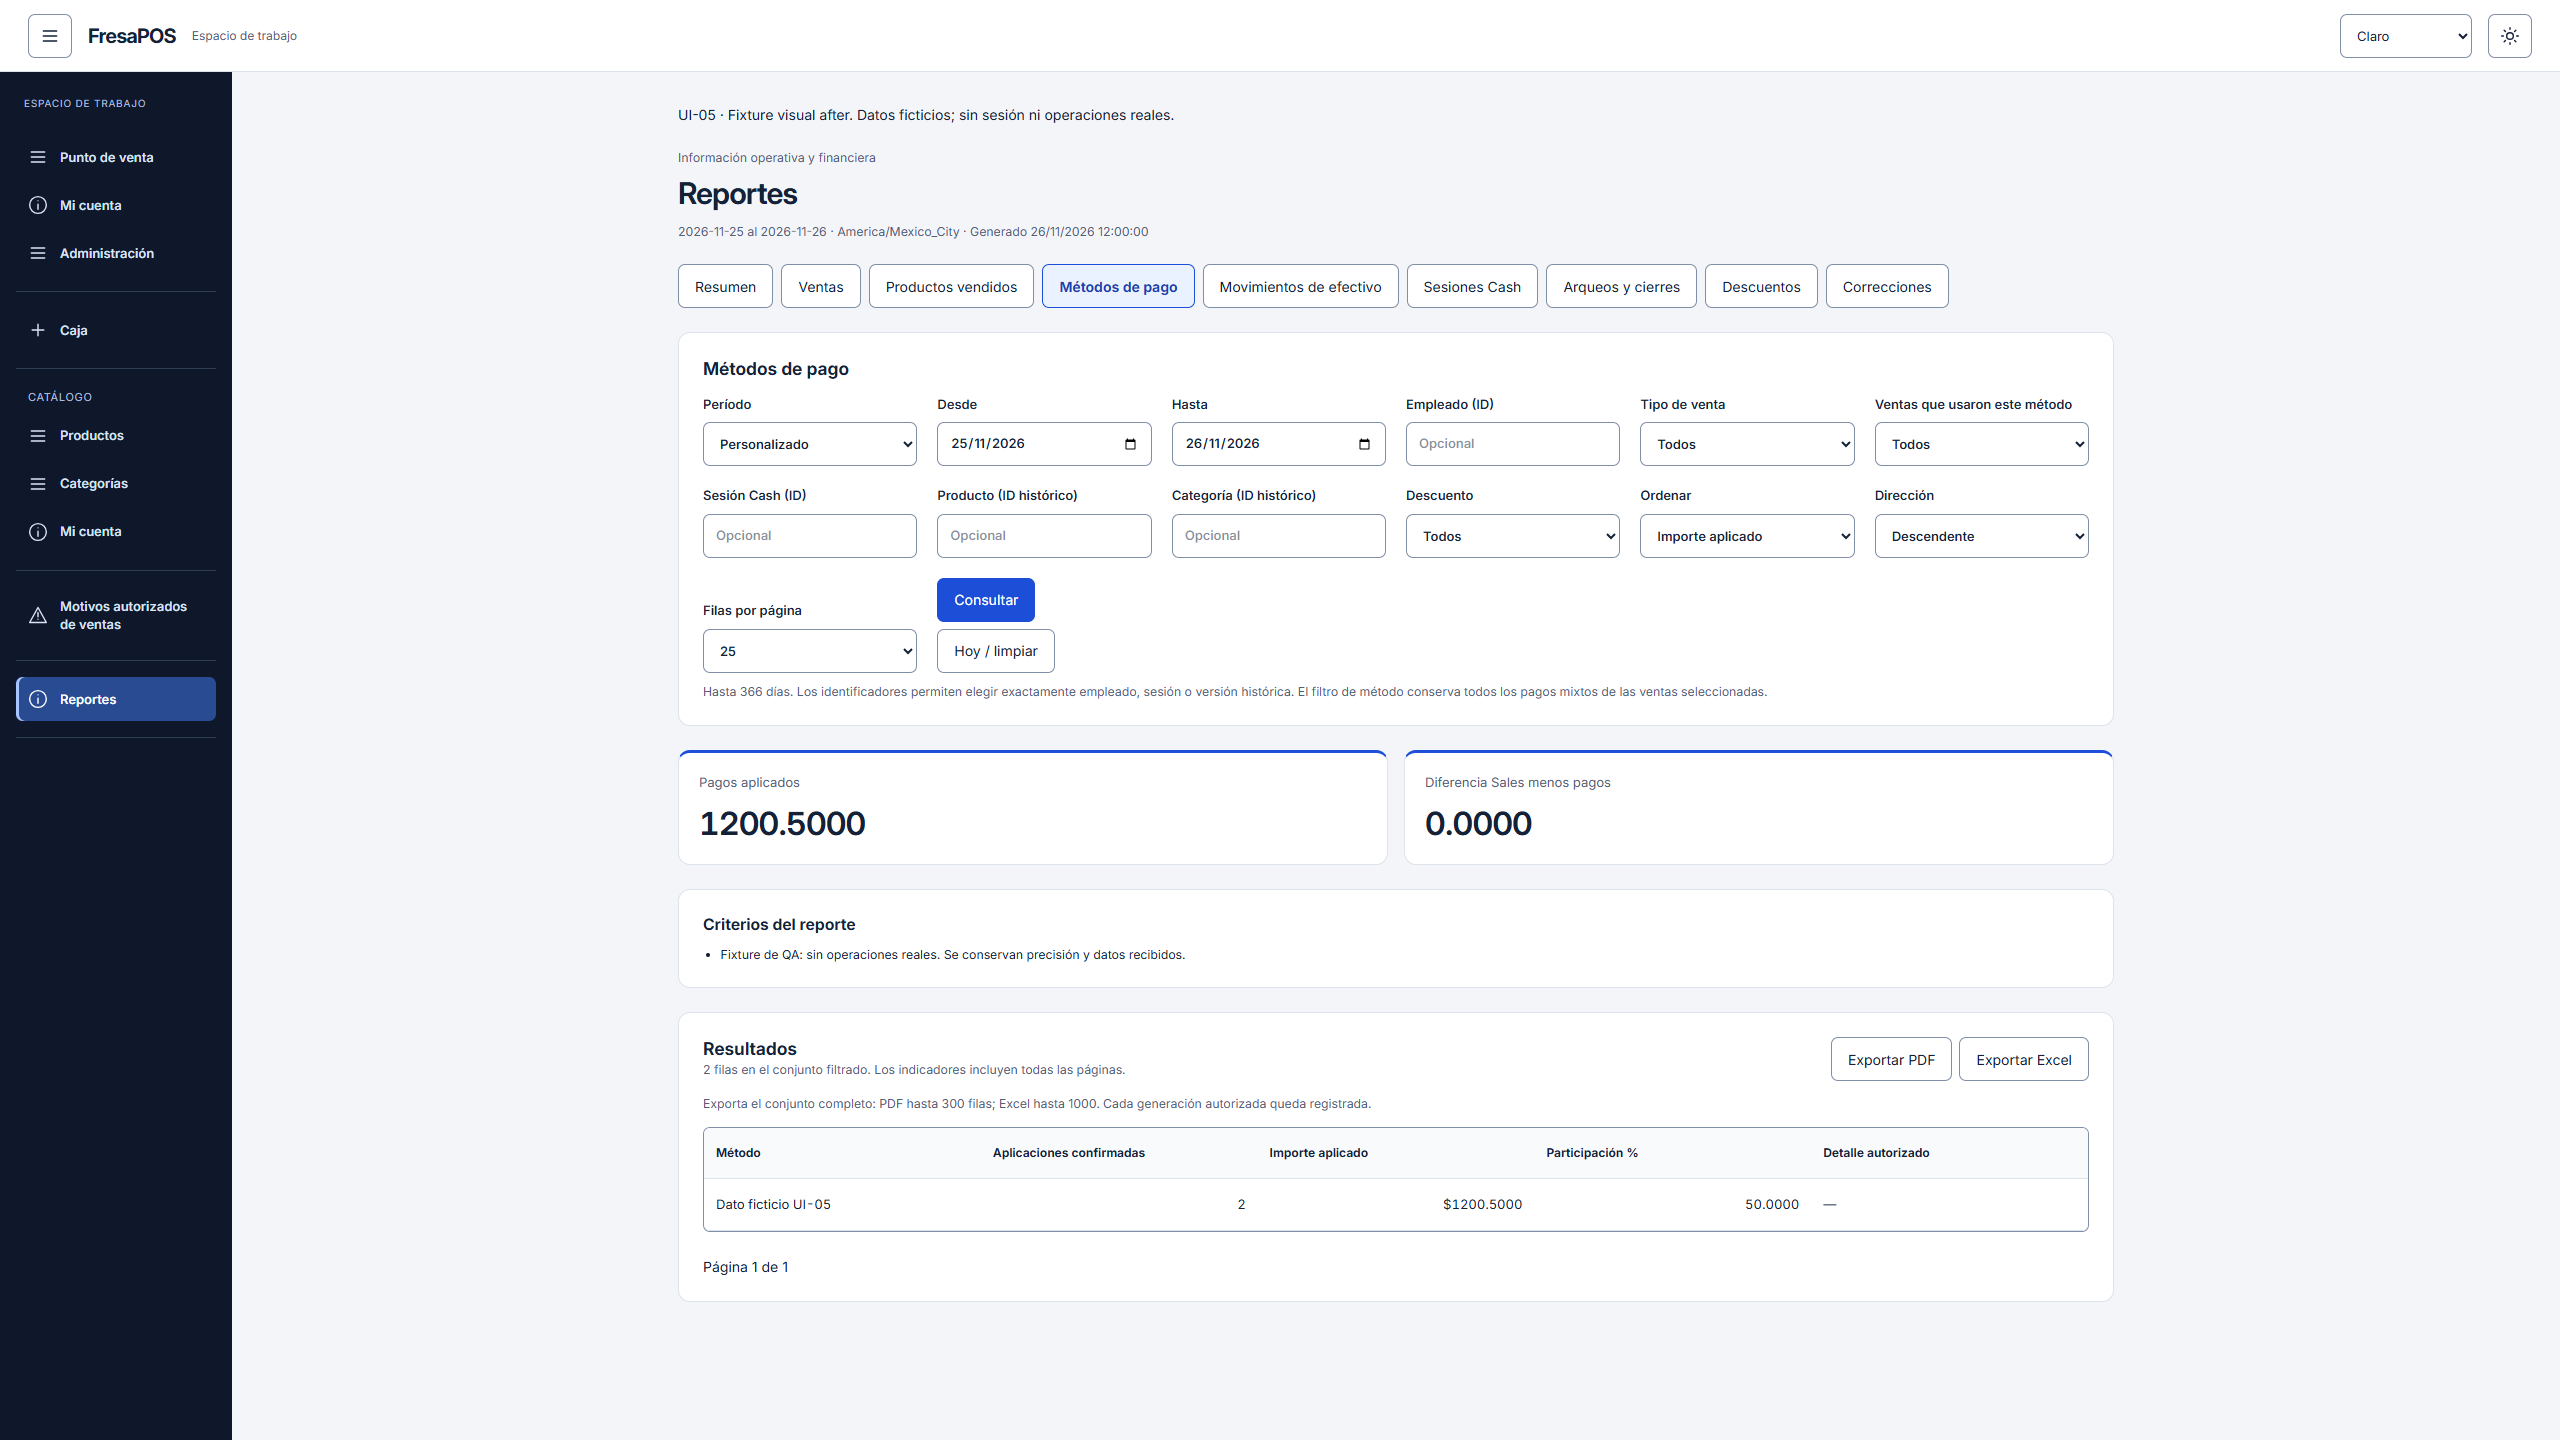 FresaPOS
Espacio de trabajo
Claro
ESPACIO DE TRABAJO
Punto de venta
Mi cuenta
Administración
Caja
CATÁLOGO
Productos
Categorías
Mi cuenta
Motivos autorizados
de ventas
Reportes
UI-05 · Fixture visual after. Datos ficticios; sin sesión ni operaciones reales.
Información operativa y financiera
Reportes
2026-11-25 al 2026-11-26 · America/Mexico_City · Generado 26/11/2026 12:00:00
Resumen Ventas Productos vendidos Métodos de pago Movimientos de efectivo Sesiones Cash Arqueos y cierres Descuentos Correcciones
Métodos de pago
Período Desde Hasta Empleado (ID) Tipo de venta Ventas que usaron este método
Personalizado 25/11/2026 26/11/2026 Opcional Todos Todos
Sesión Cash (ID) Producto (ID histórico) Categoría (ID histórico) Descuento Ordenar Dirección
Opcional Opcional Opcional Todos Importe aplicado Descendente
Consultar
Filas por página
25 Hoy / limpiar
Hasta 366 días. Los identificadores permiten elegir exactamente empleado, sesión o versión histórica. El filtro de método conserva todos los pagos mixtos de las ventas seleccionadas.
Pagos aplicados
1200.5000
Diferencia Sales menos pagos
0.0000
Criterios del reporte
• Fixture de QA: sin operaciones reales. Se conservan precisión y datos recibidos.
Resultados
2 filas en el conjunto filtrado. Los indicadores incluyen todas las páginas.
Exportar PDF Exportar Excel
Exporta el conjunto completo: PDF hasta 300 filas; Excel hasta 1000. Cada generación autorizada queda registrada.
Método Aplicaciones confirmadas Importe aplicado Participación % Detalle autorizado
Dato ficticio UI-05 2 $1200.5000 50.0000 —
Página 1 de 1